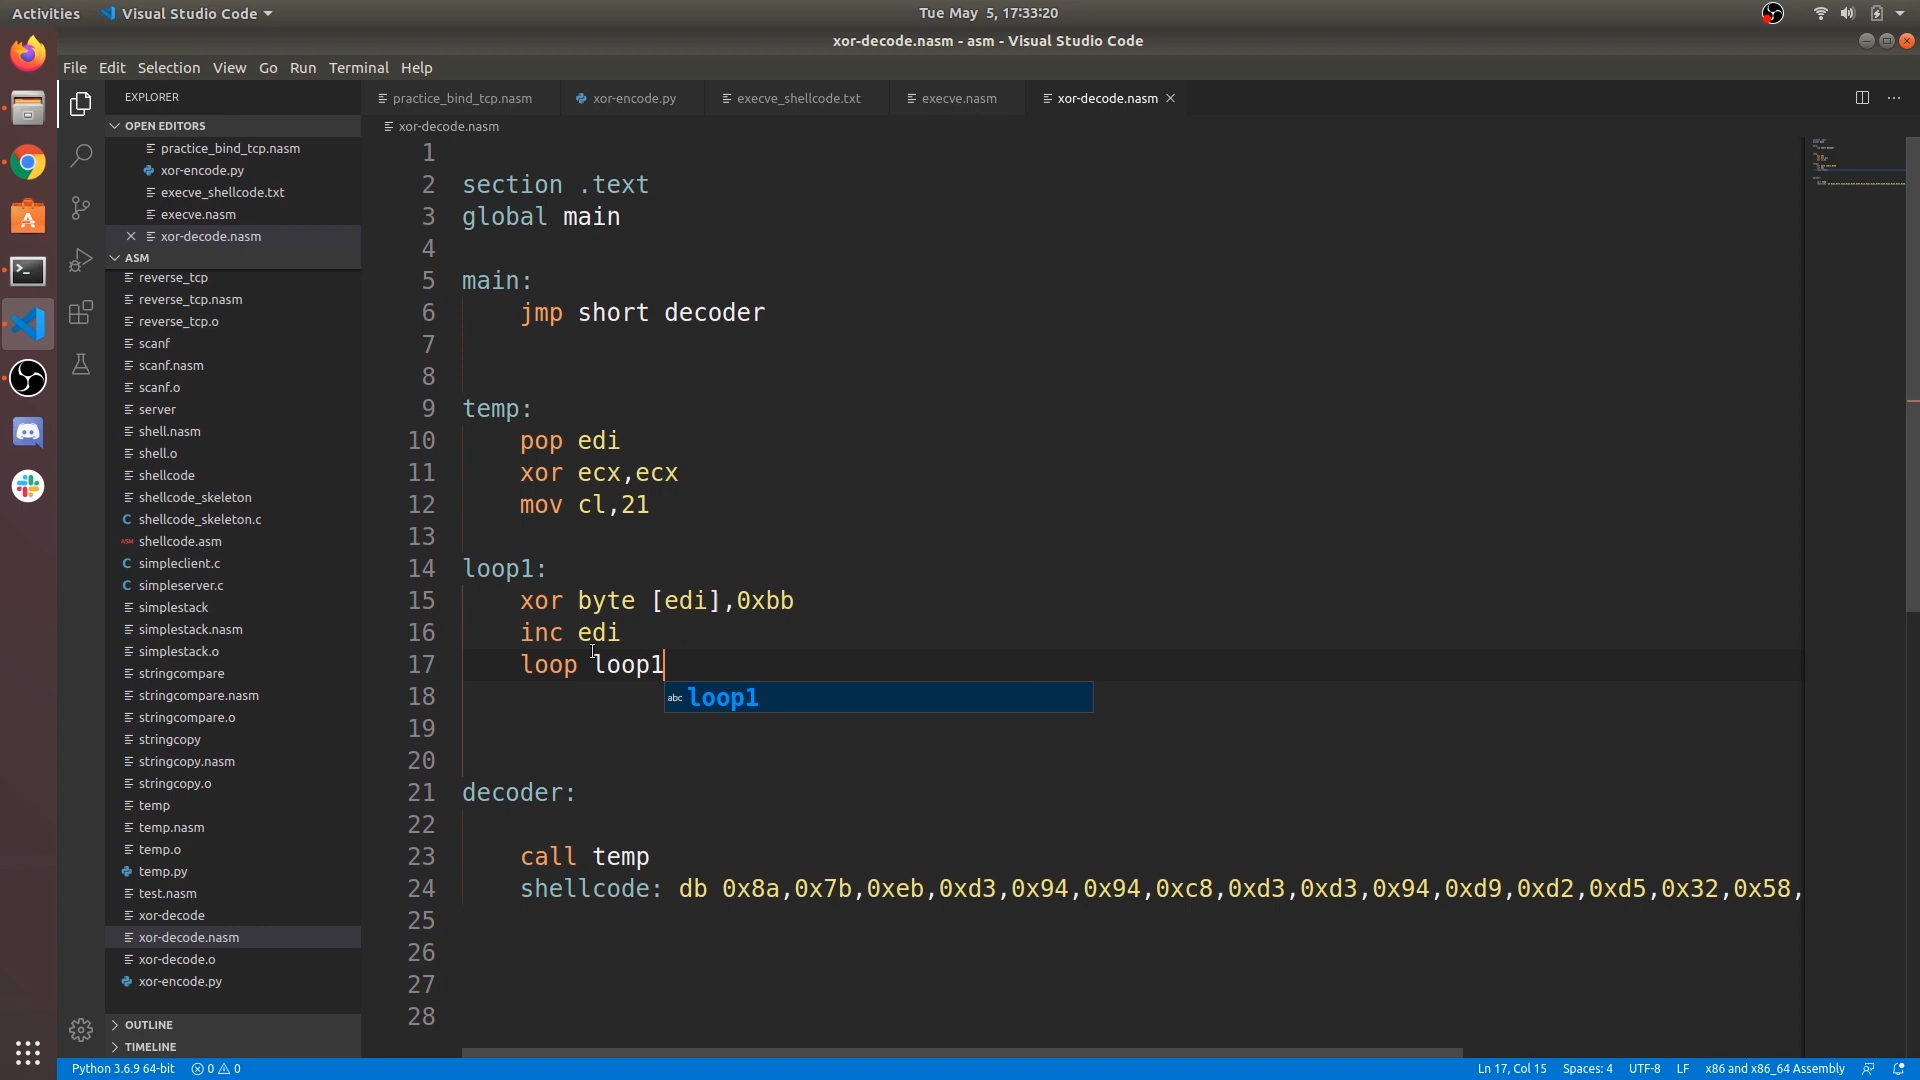 Activities
Visual Studio Code
Tue May 5, 17:33:20
xor-decode.nasm - asm - Visual Studio Code
File Edit Selection View Go Run Terminal Help
EXPLORER
OPEN EDITORS
practice_bind_tcp.nasm
xor-encode.py
execve_shellcode.txt
execve.nasm
xor-decode.nasm
ASM
reverse_tcp
reverse_tcp.nasm
reverse_tcp.o
scanf
scanf.nasm
scanf.o
server
shell.nasm
shell.o
shellcode
shellcode_skeleton
shellcode_skeleton.c
shellcode.asm
simpleclient.c
simpleserver.c
simplestack
simplestack.nasm
simplestack.o
stringcompare
stringcompare.nasm
stringcompare.o
stringcopy
stringcopy.nasm
stringcopy.o
temp
temp.nasm
temp.o
temp.py
test.nasm
xor-decode
xor-decode.nasm
xor-decode.o
xor-encode.py
OUTLINE
TIMELINE
practice_bind_tcp.nasm xor-encode.py execve_shellcode.txt execve.nasm xor-decode.nasm
xor-decode.nasm
1
2 section .text
3 global main
4
5 main:
6 jmp short decoder
7
8
9 temp:
10 pop edi
11 xor ecx,ecx
12 mov cl,21
13
14 loop1:
15 xor byte [edi],0xbb
16 inc edi
17 loop loop1
18 abc loop1
19
20
21 decoder:
22
23 call temp
24 shellcode: db 0x8a,0x7b,0xeb,0xd3,0x94,0x94,0xc8,0xd3,0xd3,0x94,0xd9,0xd2,0xd5,0x32,0x58,
25
26
27
28
Python 3.6.9 64-bit 0 0 Ln 17, Col 15 Spaces: 4 UTF-8 LF x86 and x86_64 Assembly